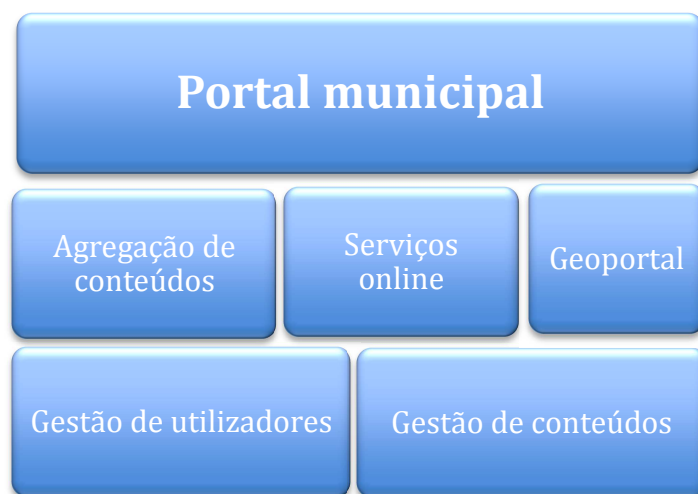 Portal municipal
Agregação de
conteúdos
Serviços
online
Geoportal
Gestão de utilizadores
Gestão de conteúdos